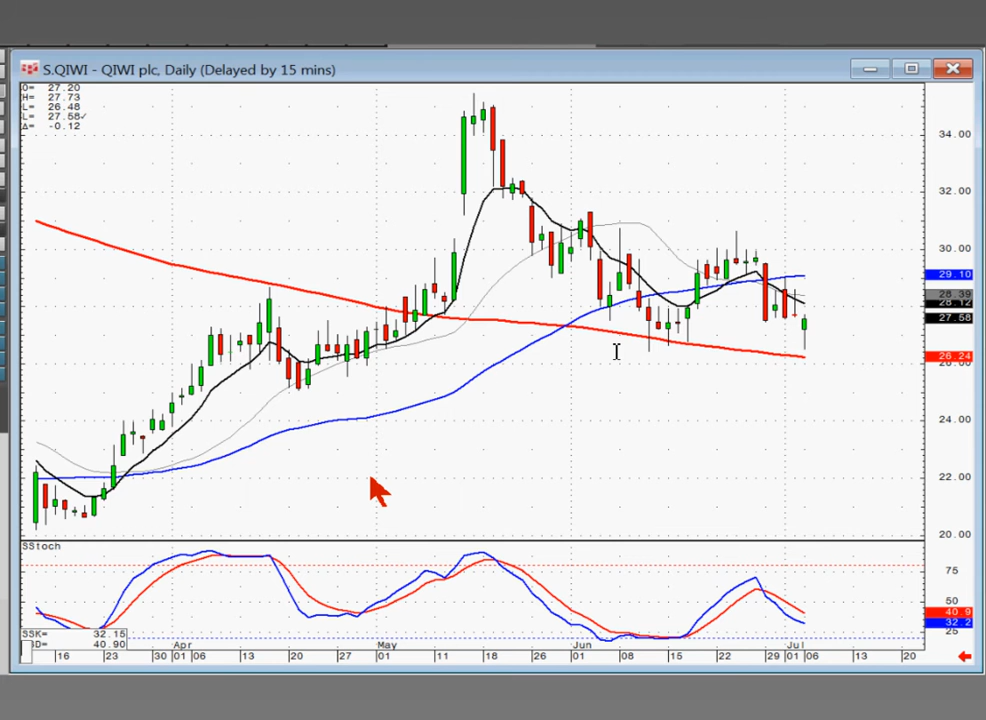 S.QIWI - QIWI plc, Daily (Delayed by 15 mins)
O= 27.20
H= 27.73
L= 26.48
L= 27.58✓
Δ= -0.12
34.00
32.00
30.00
29.10
28.39
28.12
27.58
26.24
26.00
24.00
22.00
20.00
SStoch
75
50
40.9
32.2
25
SSK= 32.15
SSD= 40.90
Apr May Jun Jul
16 23 30 01 06 13 20 27 01 11 18 26 01 08 15 22 29 01 06 13 20